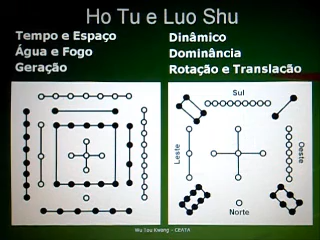 Ho Tu e Luo Shu
Tempo e Espaço
Água e Fogo
Geração
Dinâmico
Dominância
Rotação e Translacão
Sul
Leste
Oeste
Norte
Wu Tou Kwang - CEATA